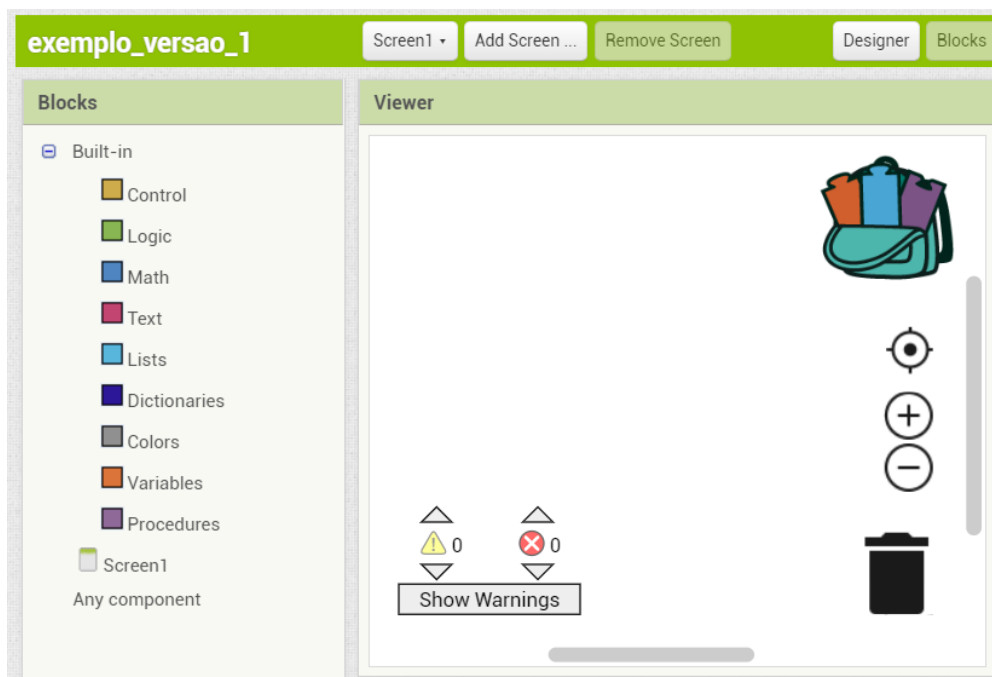 exemplo_versao_1
Screen1
Add Screen ...
Remove Screen
Designer
Blocks
Blocks
Built-in
Control
Logic
Math
Text
Lists
Dictionaries
Colors
Variables
Procedures
Screen1
Any component
Viewer
0
0
Show Warnings